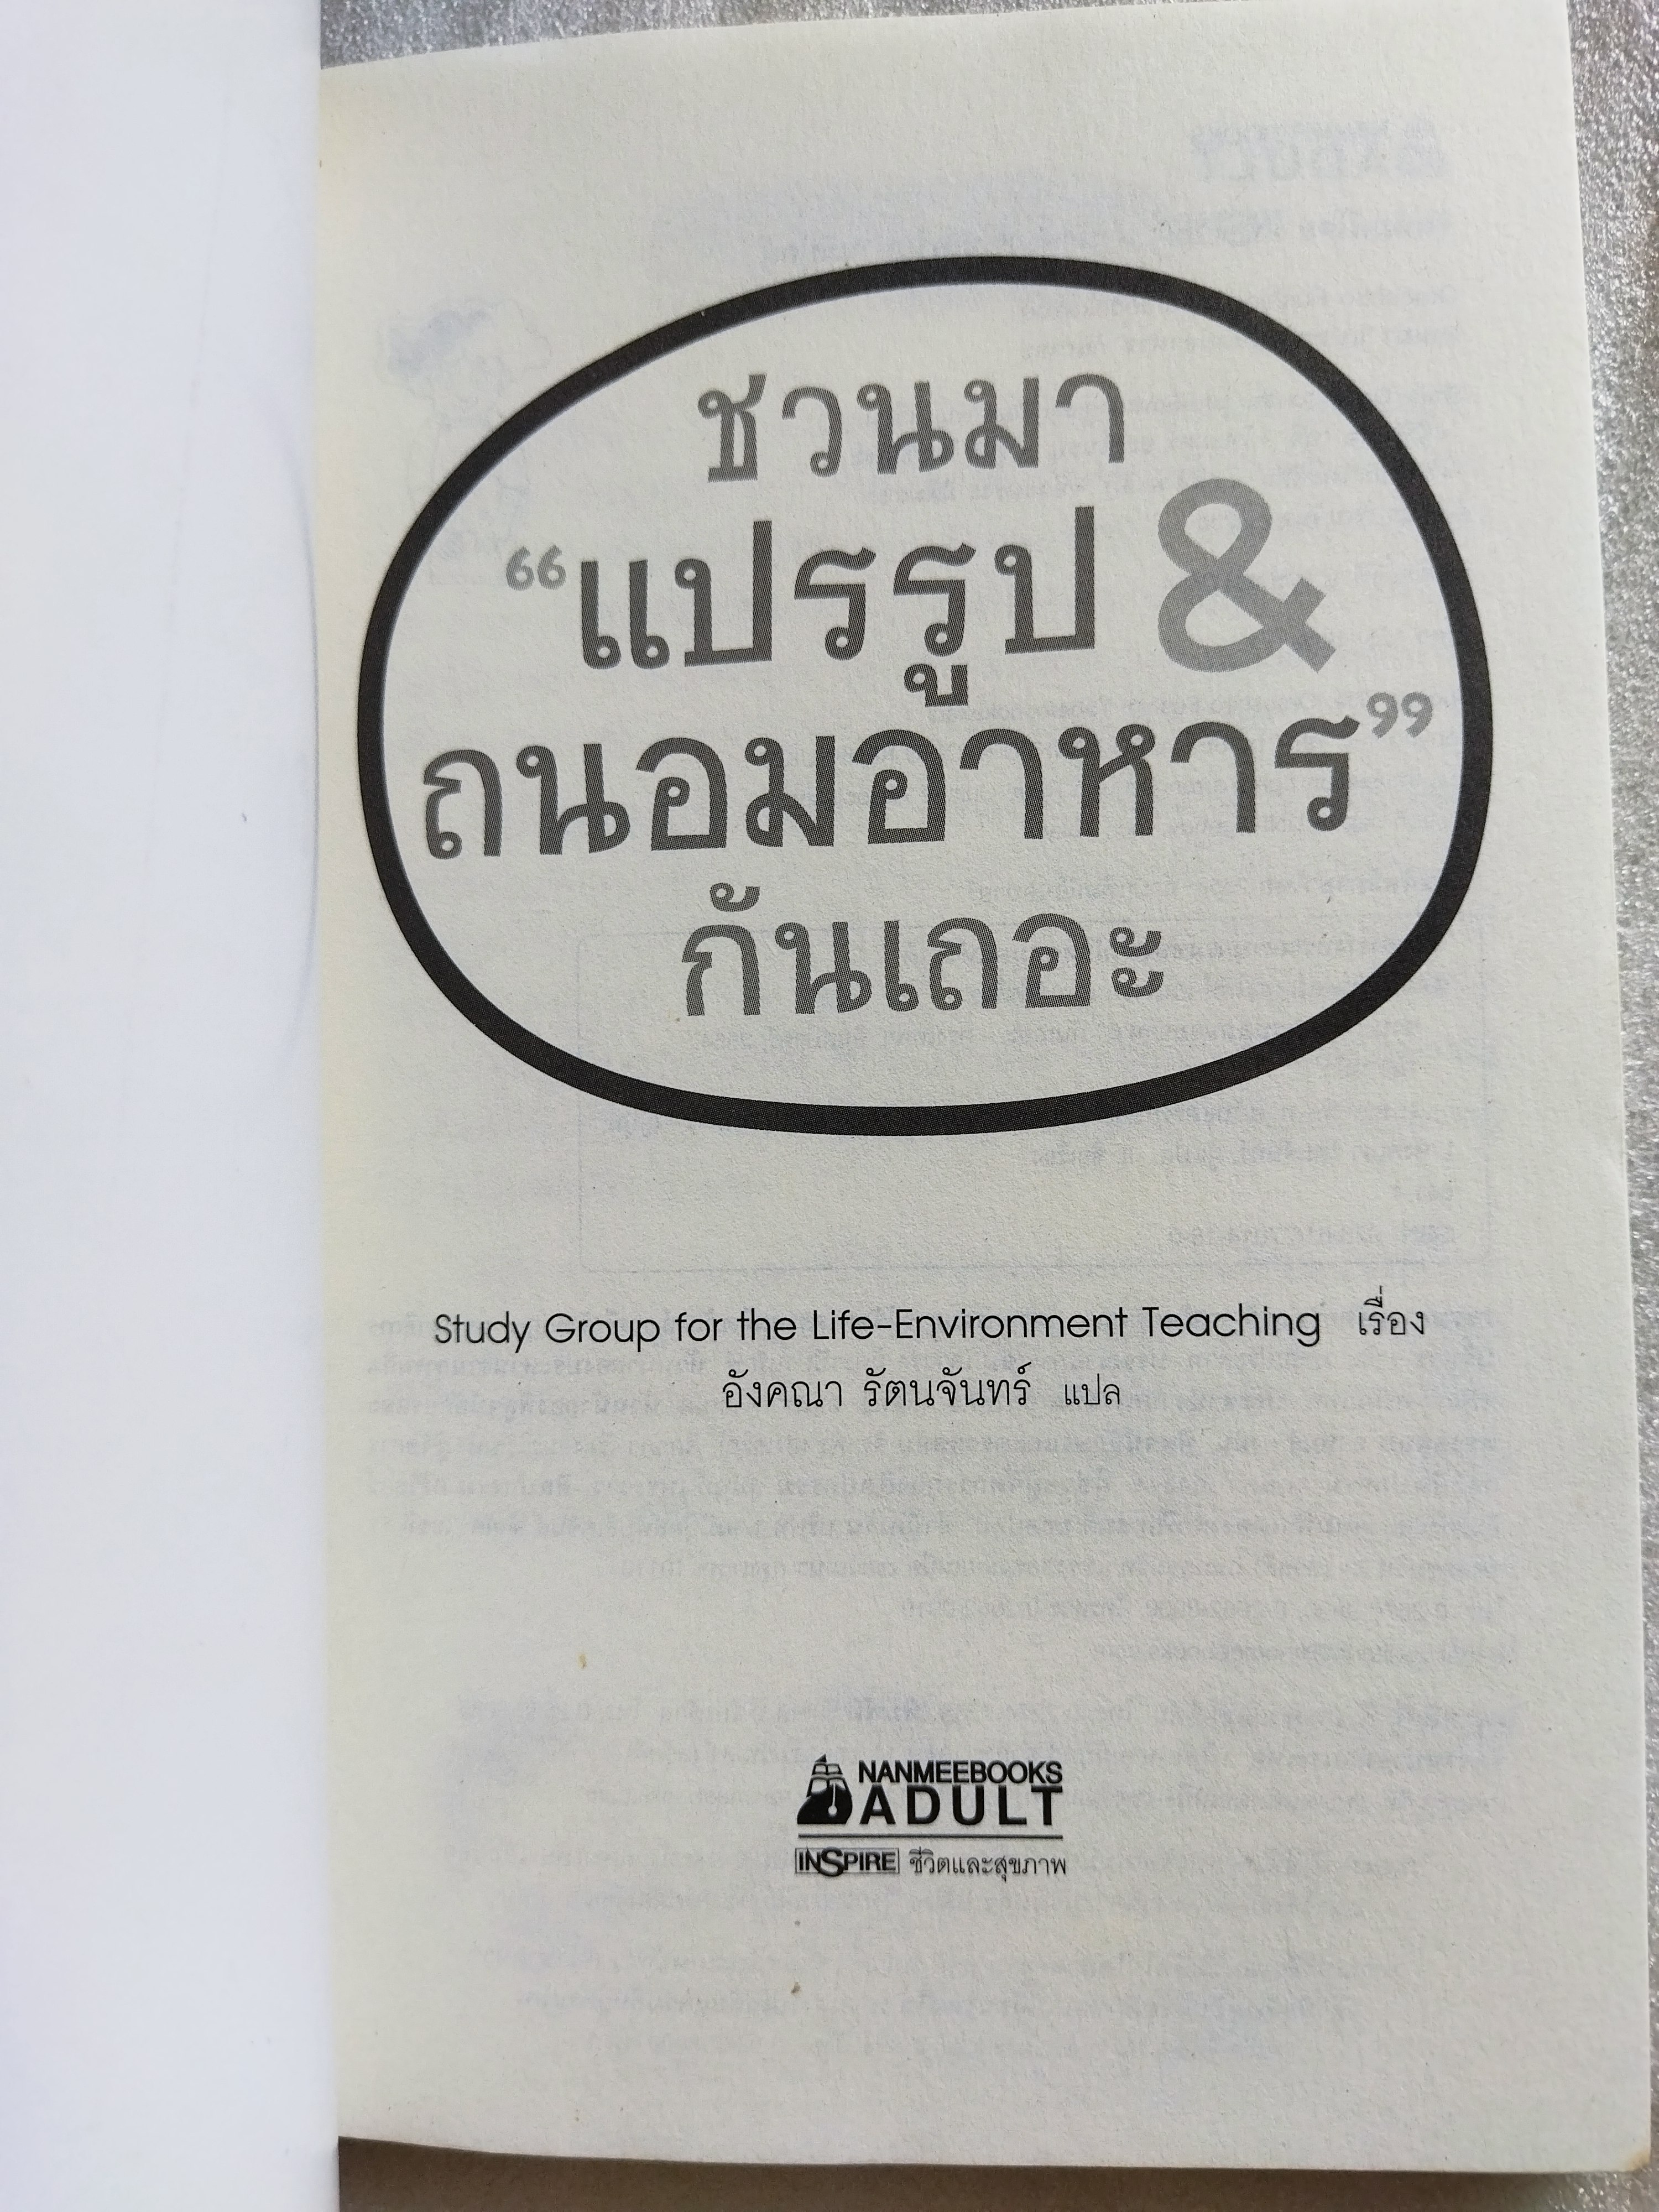 ชวนมา
“แปรรูป &
ถนอมอาหาร”
กันเถอะ
Study Group for the Life-Environment Teaching เรื่อง
อังคณา รัตนจันทร์ แปล
NANMEEBOOKS
ADULT
INSPIRE ชีวิตและสุขภาพ